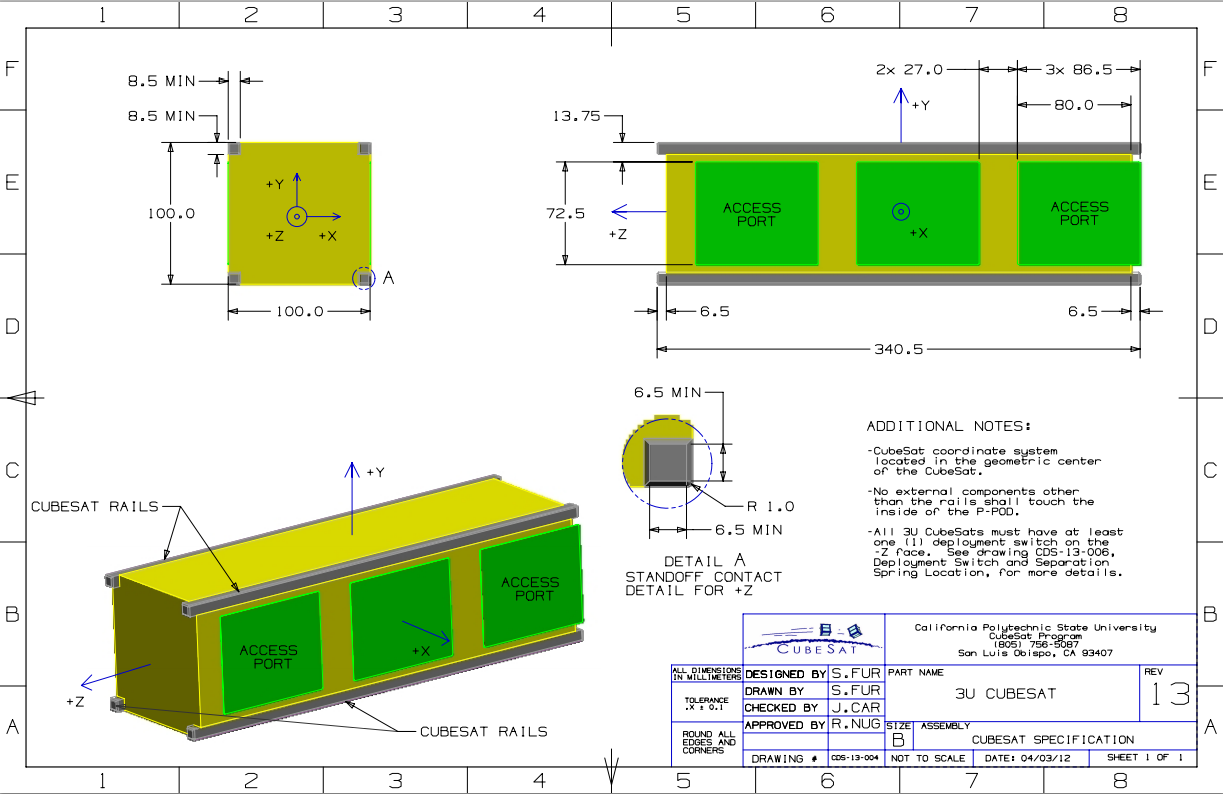 1 2 3 4 5 6 7 8
F F
8.5 MIN
8.5 MIN
2x 27.0
3x 86.5
80.0
+Y
13.75
E E
+Y
+Z
+X
100.0
100.0
A
72.5
+Z
ACCESS
PORT
+X
ACCESS
PORT
D D
6.5
6.5
340.5
6.5 MIN
R 1.0
6.5 MIN
DETAIL A
STANDOFF CONTACT
DETAIL FOR +Z
C C
ADDITIONAL NOTES:
-CubeSat coordinate system
located in the geometric center
of the CubeSat.
-No external components other
than the rails shall touch the
inside of the P-POD.
-All 3U CubeSats must have at least
one (1) deployment switch on the
-Z face. See drawing CDS-13-006,
Deployment Switch and Separation
Spring Location, for more details.
+Y
CUBESAT RAILS
ACCESS
PORT
+X
ACCESS
PORT
+Z
CUBESAT RAILS
B B
A A
CUBESAT
California Polytechnic State University
CubeSat Program
(805) 756-5087
San Luis Obispo, CA 93407
ALL DIMENSIONS
IN MILLIMETERS
TOLERANCE
.X ± 0.1
ROUND ALL
EDGES AND
CORNERS
DESIGNED BY S.FUR
DRAWN BY S.FUR
CHECKED BY J.CAR
APPROVED BY R.NUG
DRAWING # CDS-13-004
PART NAME
3U CUBESAT
REV
13
SIZE
B
ASSEMBLY
CUBESAT SPECIFICATION
NOT TO SCALE
DATE: 04/03/12
SHEET 1 OF 1
1 2 3 4 5 6 7 8